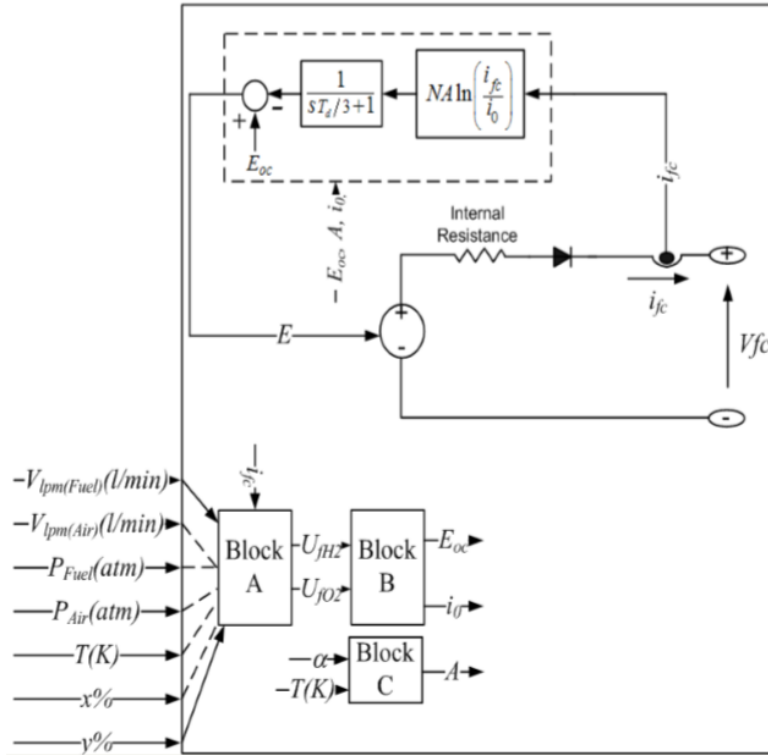 1
sT_d/3+1
NA ln(i_fc/i_0)
-
+
E_oc
i_fc
– E_oc, A, i_0,
Internal
Resistance
+
i_fc
E
+
-
Vfc
-
V_lpm(Fuel)(l/min)
V_lpm(Air)(l/min)
P_Fuel(atm)
P_Air(atm)
T(K)
x%
y%
i_fc
Block
A
U_fH2
U_fO2
Block
B
E_oc
i_0
α
T(K)
Block
C
A